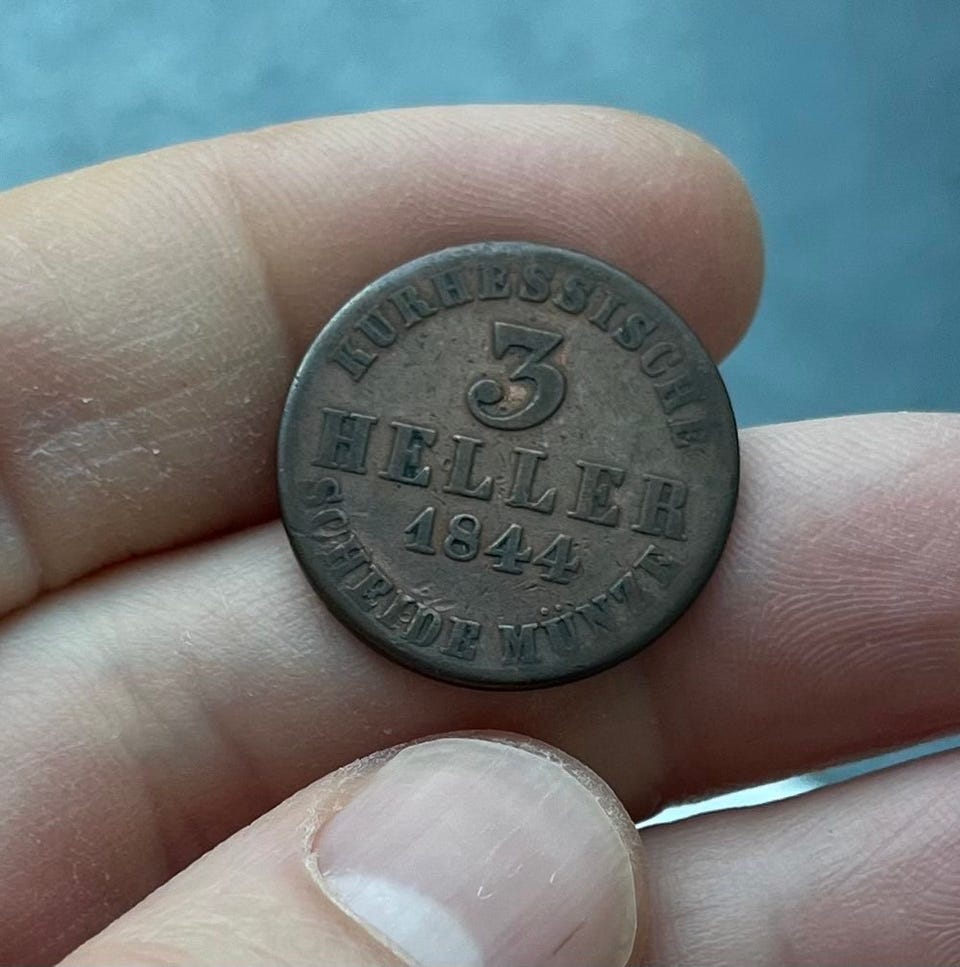 KURHESSISCHE
3
HELLER
1844
SCHEIDE MÜNZE